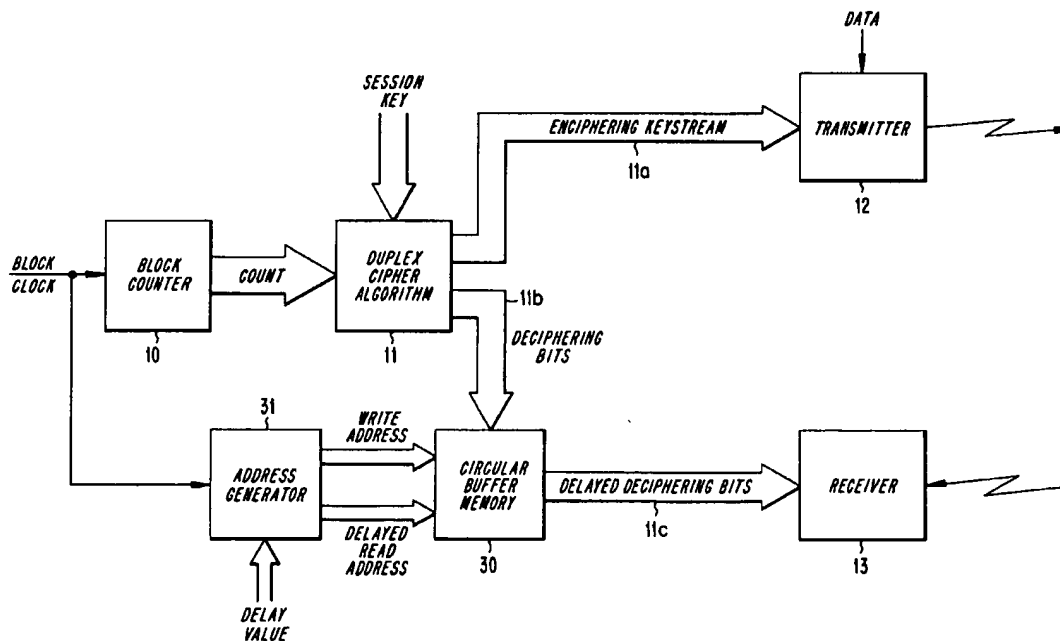 DATA
SESSION
KEY
ENCIPHERING KEYSTREAM
11a
TRANSMITTER
12
BLOCK
CLOCK
BLOCK
COUNTER
10
COUNT
DUPLEX
CIPHER
ALGORITHM
11
11b
DECIPHERING
BITS
31
ADDRESS
GENERATOR
WRITE
ADDRESS
DELAYED
READ
ADDRESS
CIRCULAR
BUFFER
MEMORY
30
DELAYED DECIPHERING BITS
11c
RECEIVER
13
DELAY
VALUE